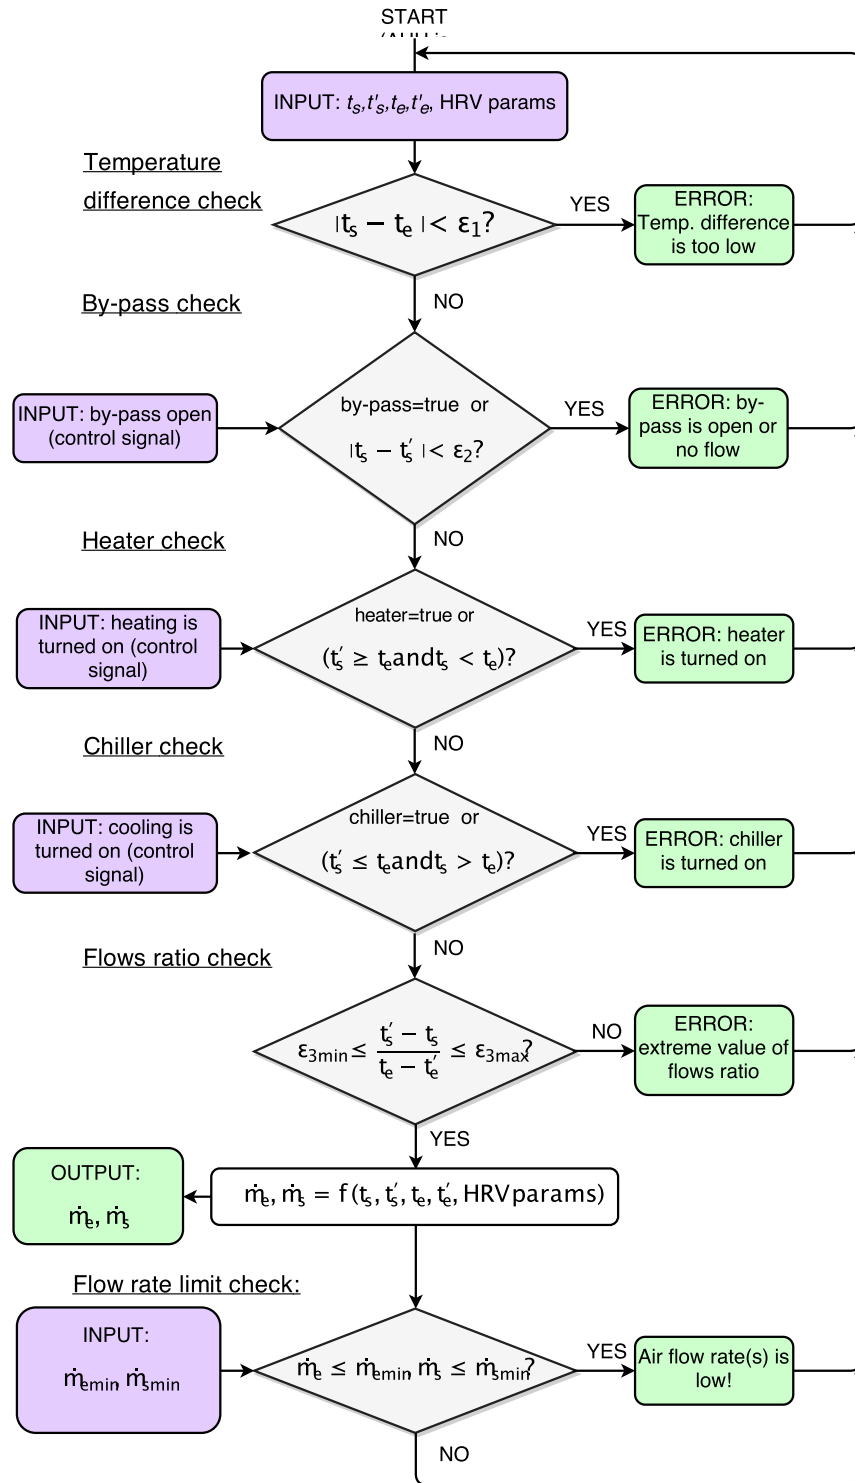 START
INPUT: ts,t's,te,t'e, HRV params
Temperature
difference check
|ts − te| < ε1?
YES
ERROR:
Temp. difference
is too low
NO
By-pass check
INPUT: by-pass open
(control signal)
by-pass=true or
|ts − t's| < ε2?
YES
ERROR: by-
pass is open or
no flow
NO
Heater check
INPUT: heating is
turned on (control
signal)
heater=true or
(t's ≥ te and ts < te)?
YES
ERROR: heater
is turned on
NO
Chiller check
INPUT: cooling is
turned on (control
signal)
chiller=true or
(t's ≤ te and ts > te)?
YES
ERROR: chiller
is turned on
NO
Flows ratio check
ε3min ≤ (t's − ts)/(te − t'e) ≤ ε3max?
NO
ERROR:
extreme value of
flows ratio
YES
OUTPUT:
ṁe, ṁs
ṁe, ṁs = f(ts, t's, te, t'e, HRVparams)
Flow rate limit check:
INPUT:
ṁemin, ṁsmin
ṁe ≤ ṁemin, ṁs ≤ ṁsmin?
YES
Air flow rate(s) is
low!
NO